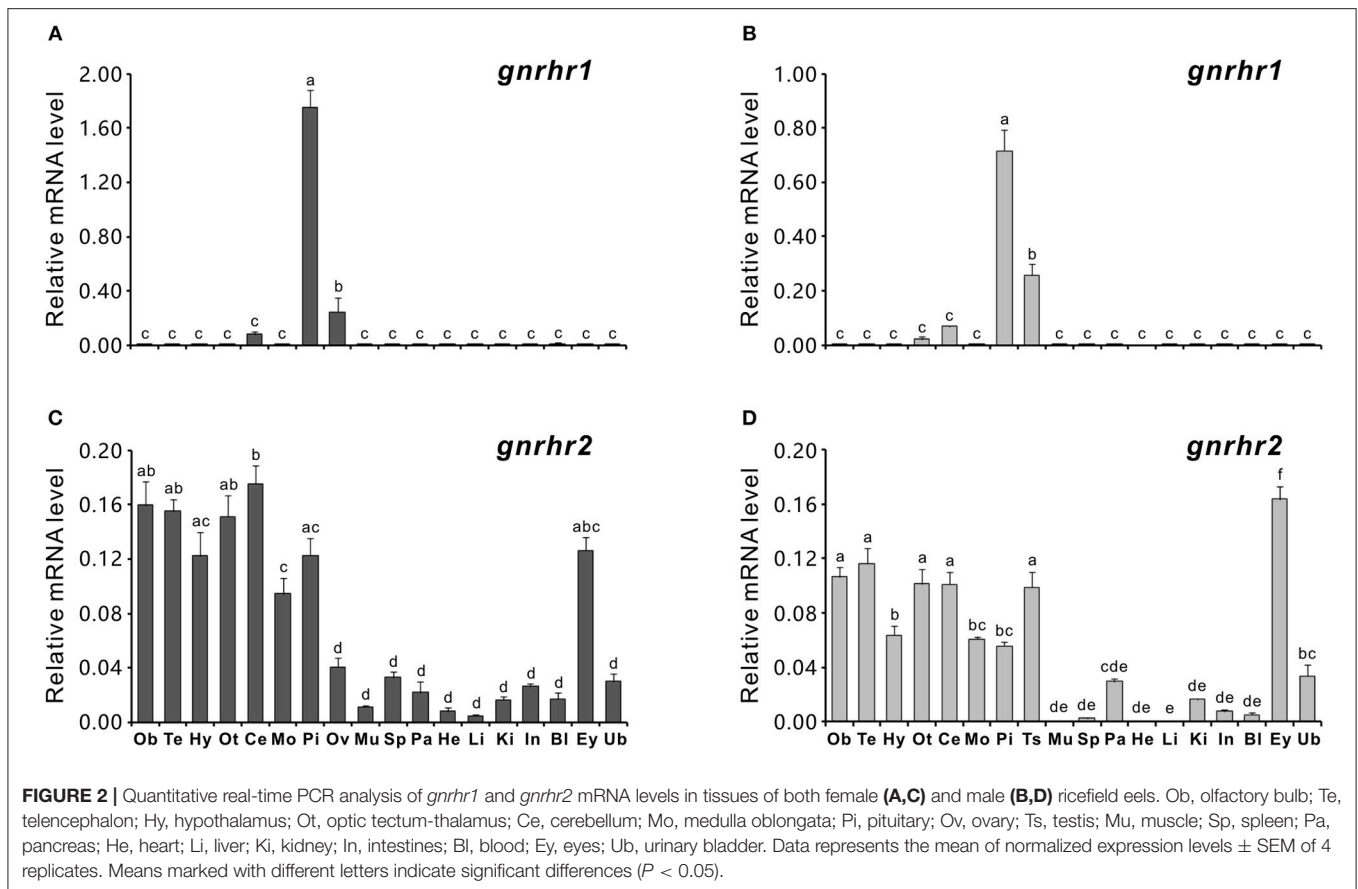 A
gnrhr1
Relative mRNA level
2.00
1.60
1.20
0.80
0.40
0.00
c c c c c c a b c c c c c c c c c c
B
gnrhr1
Relative mRNA level
1.00
0.80
0.60
0.40
0.20
0.00
c c c c c c a b c c c c c c c c c c
C
gnrhr2
Relative mRNA level
0.20
0.16
0.12
0.08
0.04
0.00
ab ab ac ab b c ac d d d d d d d d d abc d
Ob Te Hy Ot Ce Mo Pi Ov Mu Sp Pa He Li Ki In Bl Ey Ub
D
gnrhr2
Relative mRNA level
0.20
0.16
0.12
0.08
0.04
0.00
a a b a a bc bc a de de cde de e de de de f bc
Ob Te Hy Ot Ce Mo Pi Ts Mu Sp Pa He Li Ki In Bl Ey Ub
FIGURE 2 | Quantitative real-time PCR analysis of gnrhr1 and gnrhr2 mRNA levels in tissues of both female (A,C) and male (B,D) ricefield eels. Ob, olfactory bulb; Te,
telencephalon; Hy, hypothalamus; Ot, optic tectum-thalamus; Ce, cerebellum; Mo, medulla oblongata; Pi, pituitary; Ov, ovary; Ts, testis; Mu, muscle; Sp, spleen; Pa,
pancreas; He, heart; Li, liver; Ki, kidney; In, intestines; Bl, blood; Ey, eyes; Ub, urinary bladder. Data represents the mean of normalized expression levels ± SEM of 4
replicates. Means marked with different letters indicate significant differences (P < 0.05).